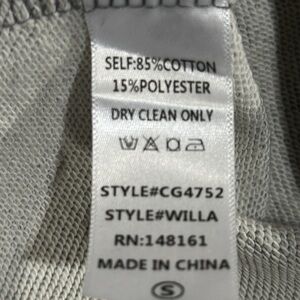 SELF:85%COTTON
15%POLYESTER
DRY CLEAN ONLY
STYLE#CG4752
STYLE#WILLA
RN:148161
MADE IN CHINA
S